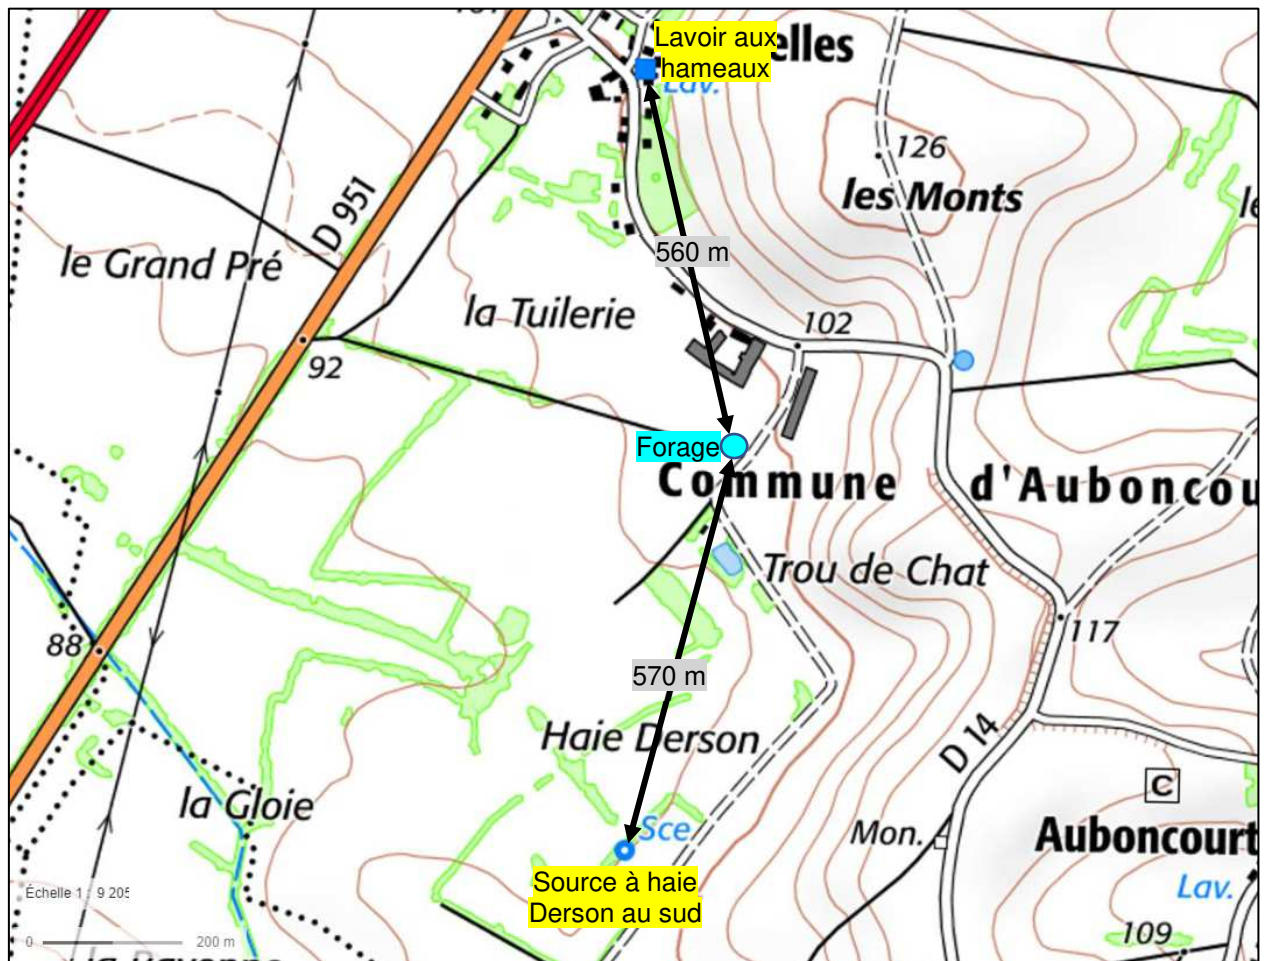 Lavoir aux
hameaux
elles
Lav.
126
les Monts
D 951
560 m
le Grand Pré
la Tuilerie
102
92
Forage
Commune d'Auboncou
Trou de Chat
117
88
570 m
Haie Derson
D 14
la Gloie
C
Sce
Mon.
Auboncourt
Source à haie
Derson au sud
Lav.
Échelle 1 : 9 205
109
0 200 m